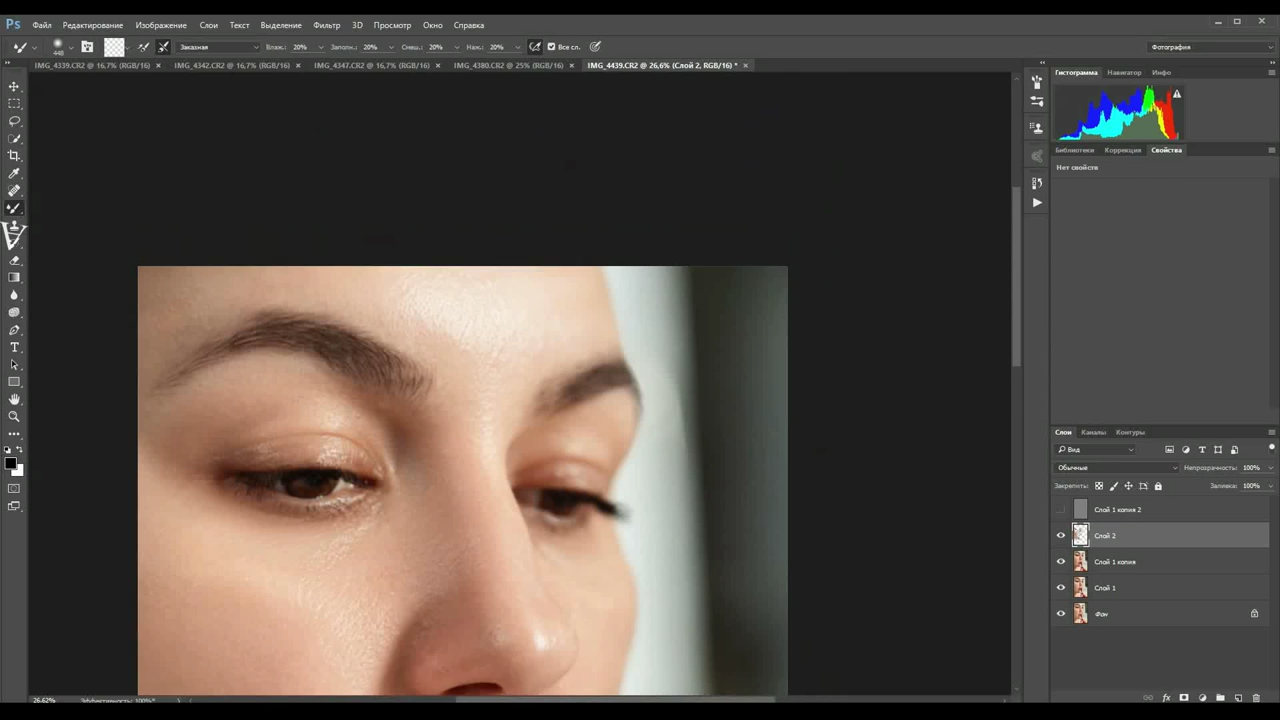 Ps Файл Редактирование Изображение Слои Текст Выделение Фильтр 3D Просмотр Окно Справка
448 Заказная Влаж.: 20% Заполн.: 20% Смеш.: 20% Наж.: 20% Все сл. Фотография
IMG_4339.CR2 @ 16,7% (RGB/16) × IMG_4342.CR2 @ 16,7% (RGB/16) × IMG_4347.CR2 @ 16,7% (RGB/16) × IMG_4380.CR2 @ 25% (RGB/16) × IMG_4439.CR2 @ 26,6% (Слой 2, RGB/16) * ×
Гистограмма Навигатор Инфо
Библиотеки Коррекция Свойства
Нет свойств
Слои Каналы Контуры
Вид
Обычные Непрозрачность: 100%
Закрепить: Заливка: 100%
Слой 1 копия 2
Слой 2
Слой 1 копия
Слой 1
Фон
26,62% Эффективность: 100%*